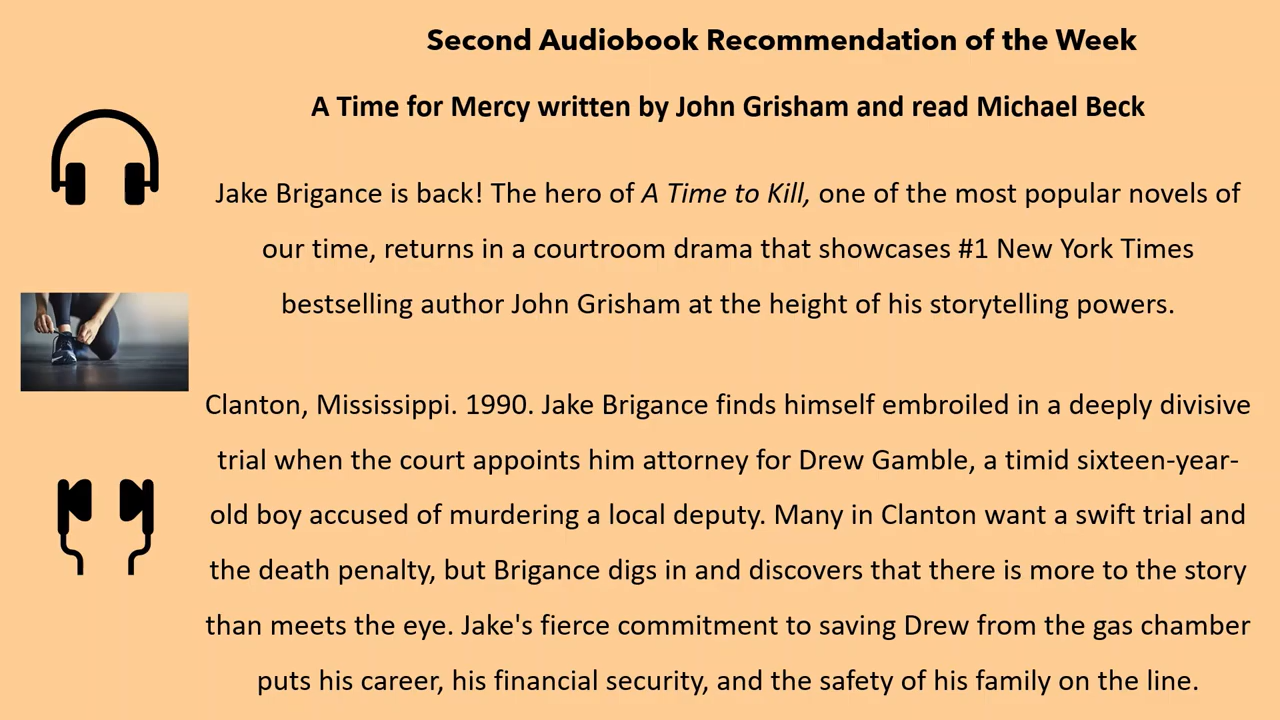 Second Audiobook Recommendation of the Week
A Time for Mercy written by John Grisham and read Michael Beck
Jake Brigance is back! The hero of A Time to Kill, one of the most popular novels of
our time, returns in a courtroom drama that showcases #1 New York Times
bestselling author John Grisham at the height of his storytelling powers.
Clanton, Mississippi. 1990. Jake Brigance finds himself embroiled in a deeply divisive
trial when the court appoints him attorney for Drew Gamble, a timid sixteen-year-
old boy accused of murdering a local deputy. Many in Clanton want a swift trial and
the death penalty, but Brigance digs in and discovers that there is more to the story
than meets the eye. Jake's fierce commitment to saving Drew from the gas chamber
puts his career, his financial security, and the safety of his family on the line.